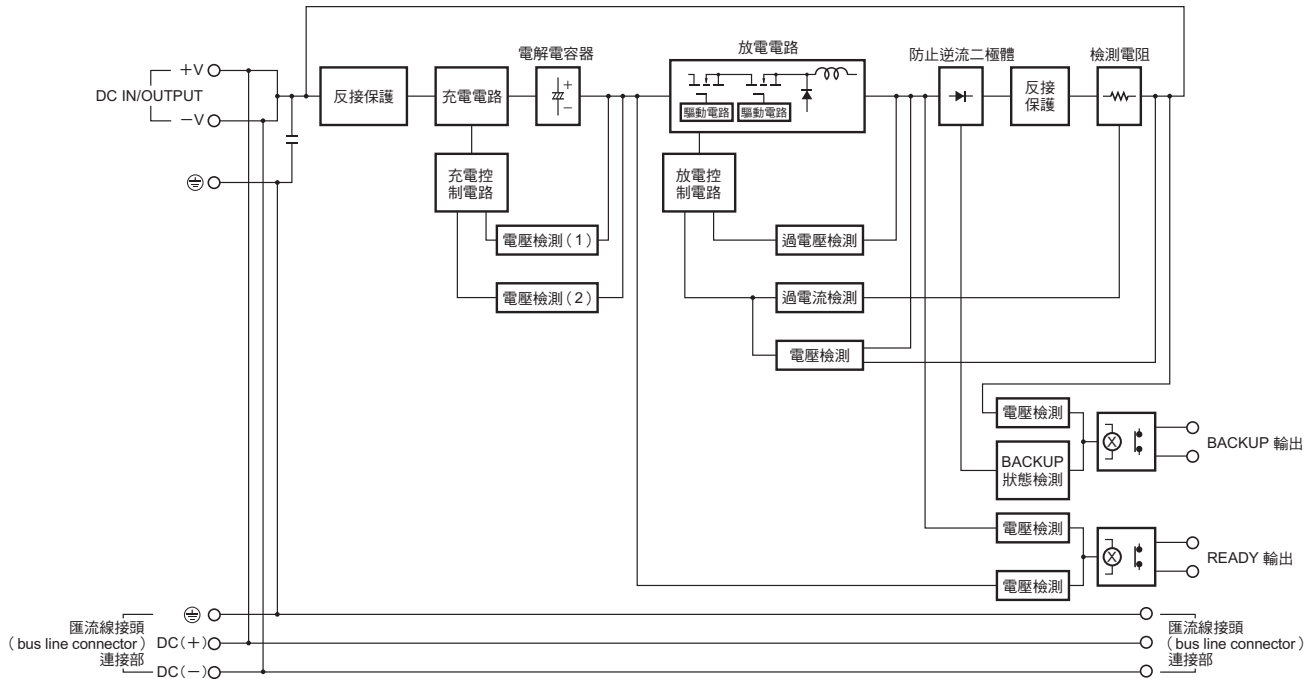 電解電容器
放電電路
防止逆流二極體
檢測電阻
+V
DC IN/OUTPUT
−V
反接保護
充電電路
+
−
驅動電路
驅動電路
反接
保護
充電控
制電路
放電控
制電路
電壓檢測(1)
過電壓檢測
電壓檢測(2)
過電流檢測
電壓檢測
電壓檢測
BACKUP 輸出
BACKUP
狀態檢測
電壓檢測
READY 輸出
電壓檢測
匯流線接頭
(bus line connector)
連接部
DC(+)
DC(−)
匯流線接頭
(bus line connector)
連接部